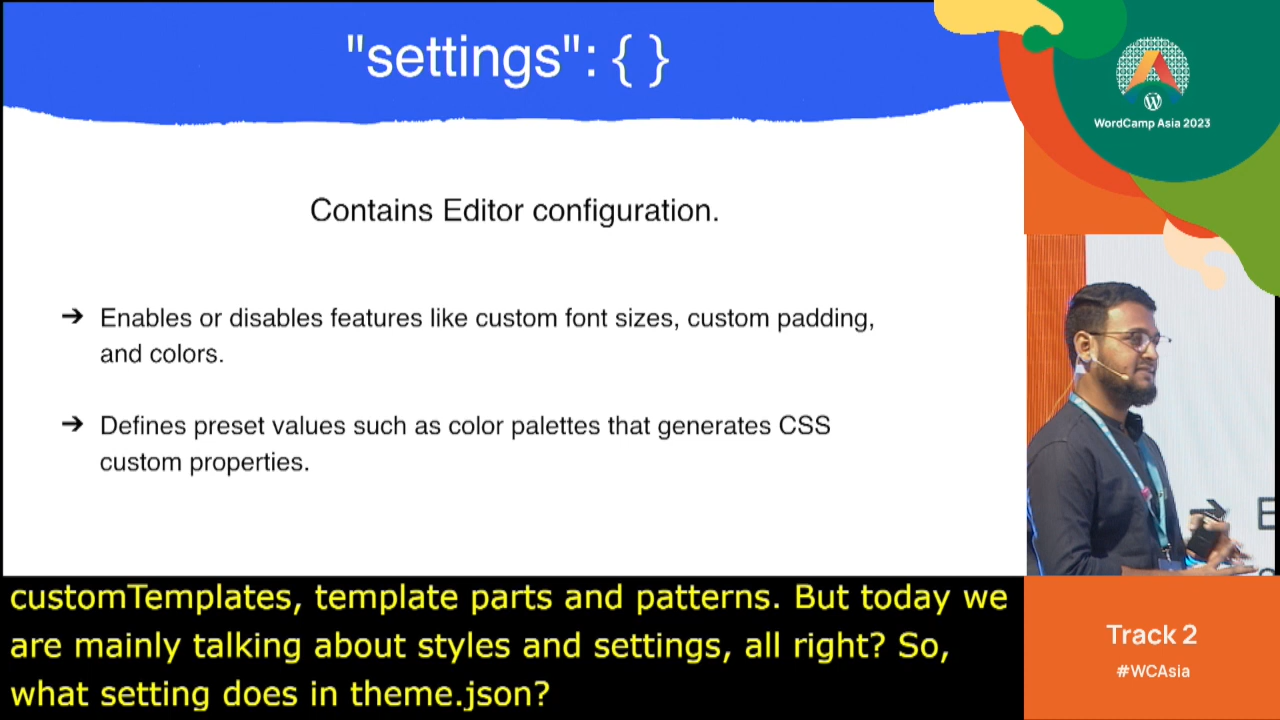 "settings": { }
Contains Editor configuration.
➔ Enables or disables features like custom font sizes, custom padding,
and colors.
➔ Defines preset values such as color palettes that generates CSS
custom properties.
customTemplates, template parts and patterns. But today we
are mainly talking about styles and settings, all right? So,
what setting does in theme.json?
WordCamp Asia 2023
Track 2
#WCAsia